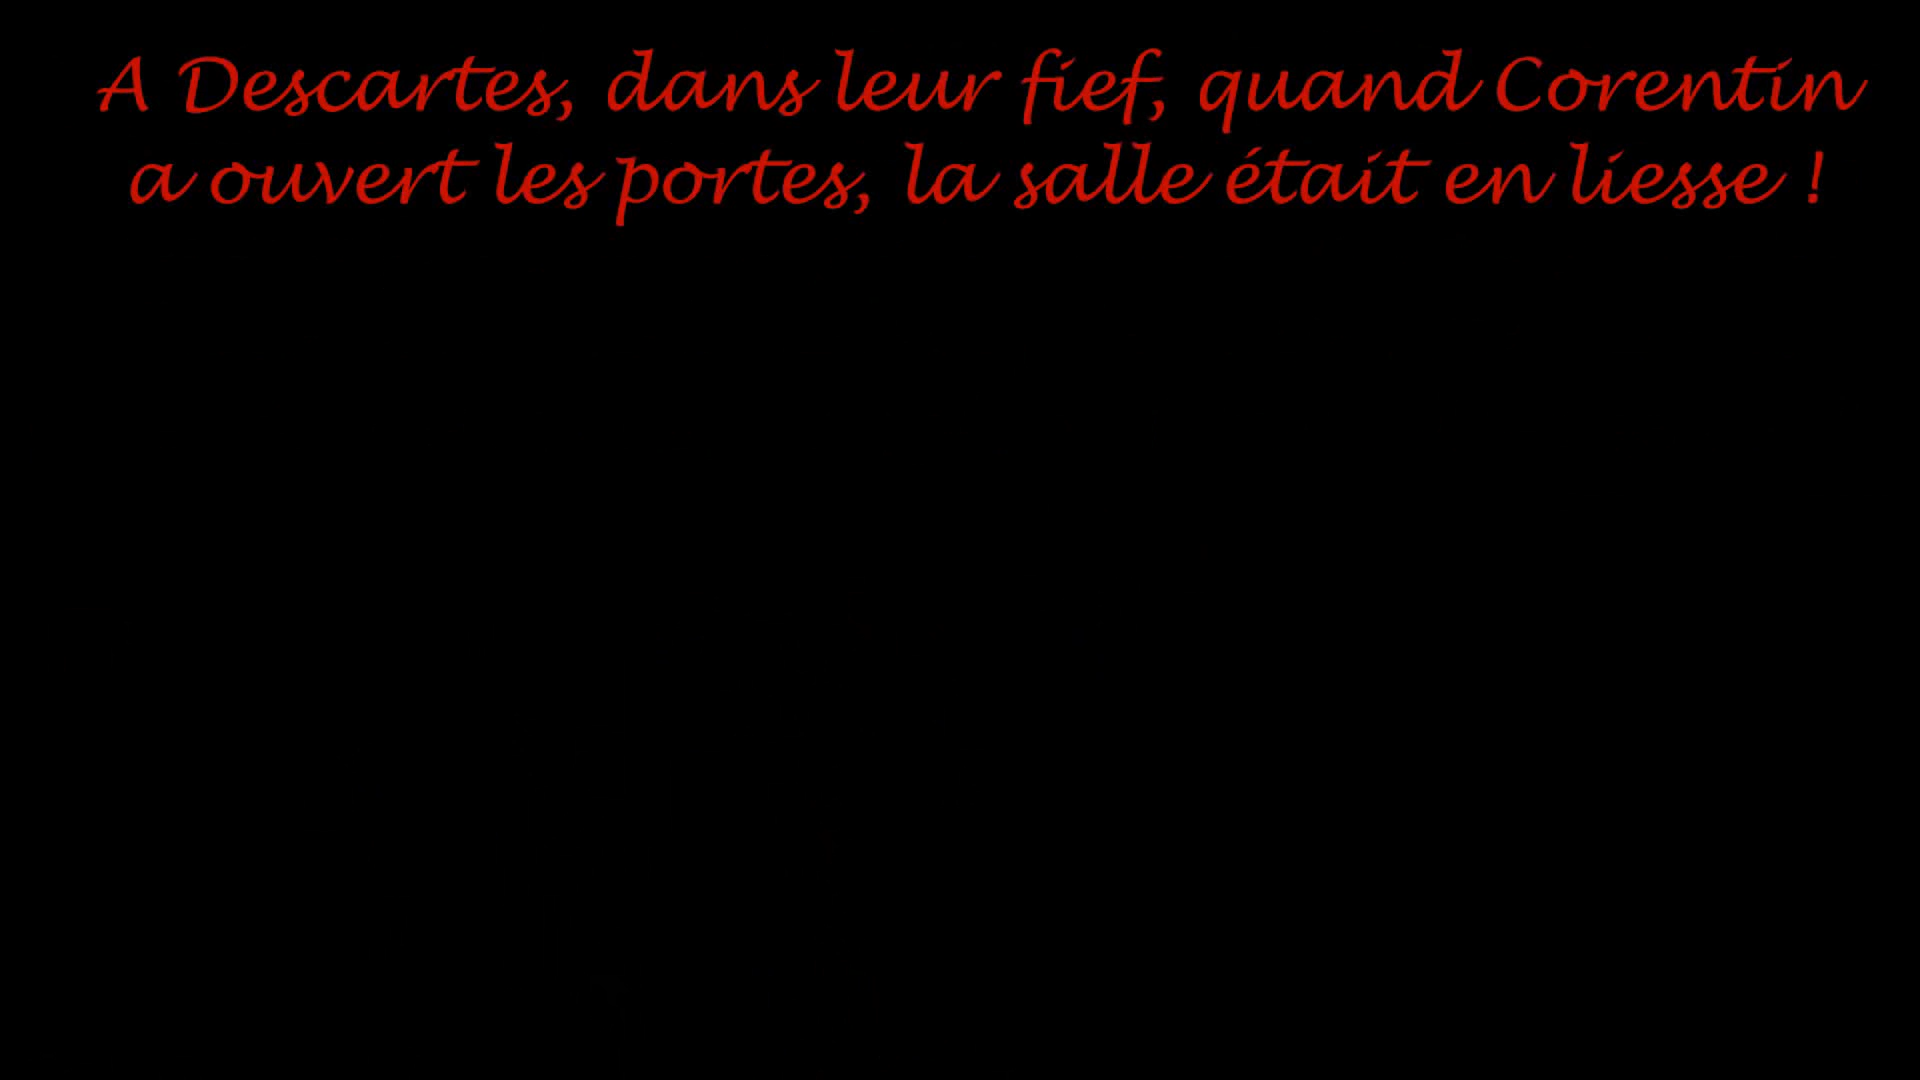 A Descartes, dans leur fief, quand Corentin
a ouvert les portes, la salle était en liesse !